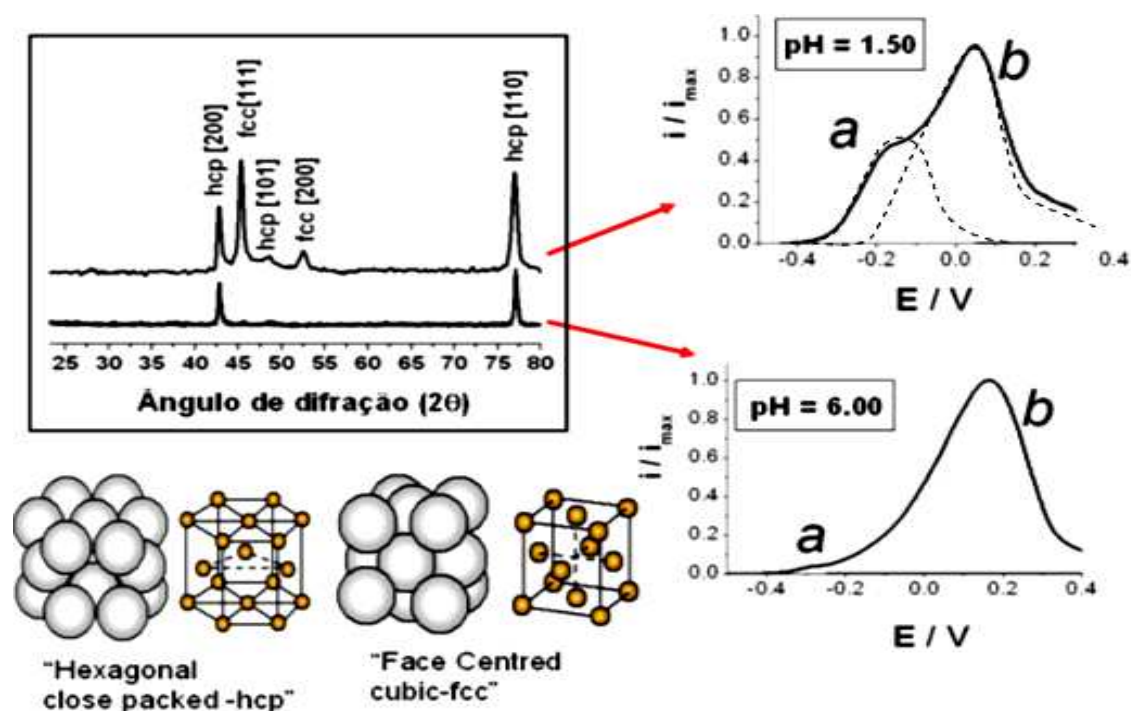 hcp [200]
fcc[111]
hcp [101]
fcc [200]
hcp [110]
25 30 35 40 45 50 55 60 65 70 75 80
Ângulo de difração (2Θ)
pH = 1.50
a
b
i / i max
1.0
0.8
0.6
0.4
0.2
0.0
-0.4 -0.2 0.0 0.2 0.4
E / V
pH = 6.00
a
b
i / i max
1.0
0.8
0.6
0.4
0.2
0.0
-0.4 -0.2 0.0 0.2 0.4
E / V
"Hexagonal
close packed -hcp"
"Face Centred
cubic-fcc"